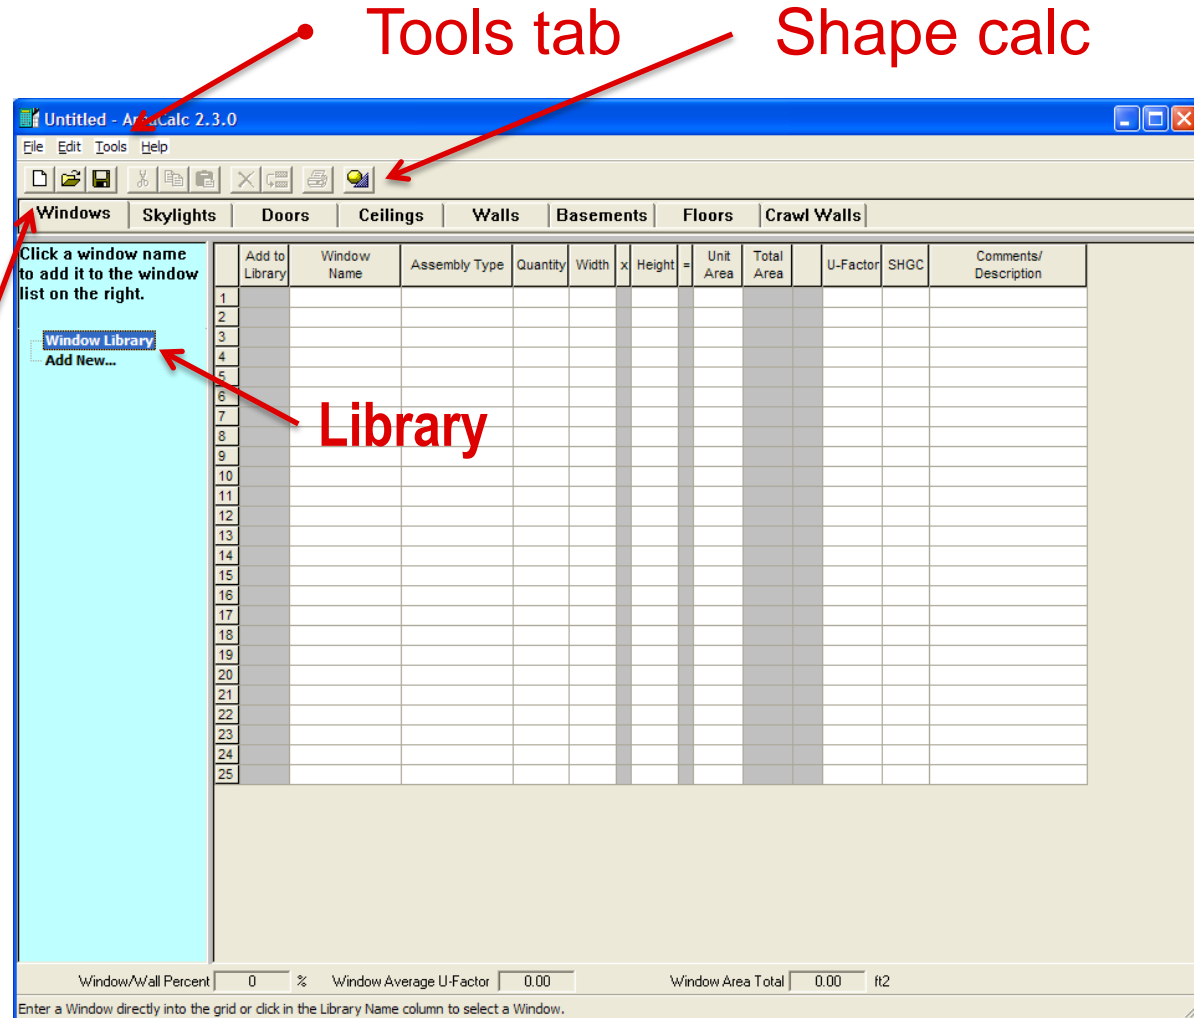 Tools tab
Shape calc
Untitled - AreaCalc 2.3.0
File Edit Tools Help
Windows Skylights Doors Ceilings Walls Basements Floors Crawl Walls
Click a window name
to add it to the window
list on the right.
Window Library
Add New...
Library
Add to
Library
Window
Name
Assembly Type
Quantity
Width
x
Height
=
Unit
Area
Total
Area
U-Factor
SHGC
Comments/
Description
1
2
3
4
5
6
7
8
9
10
11
12
13
14
15
16
17
18
19
20
21
22
23
24
25
Window/Wall Percent 0 % Window Average U-Factor 0.00 Window Area Total 0.00 ft2
Enter a Window directly into the grid or click in the Library Name column to select a Window.